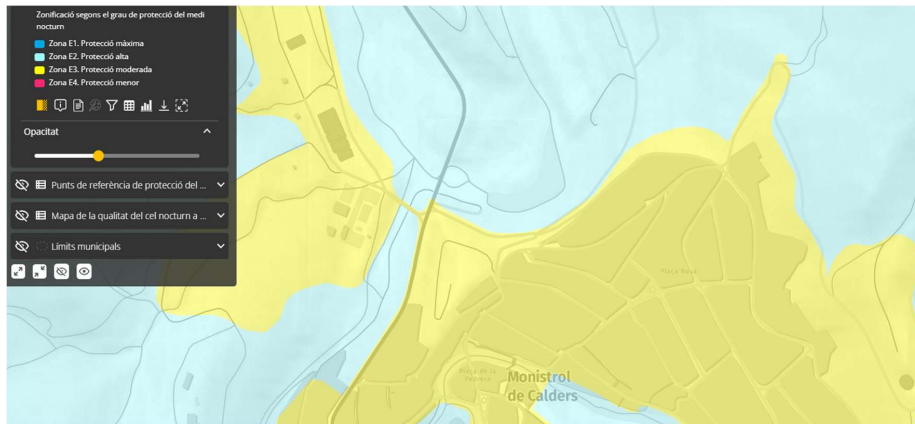 Zonificació segons el grau de protecció del medi
nocturn
Zona E1. Protecció màxima
Zona E2. Protecció alta
Zona E3. Protecció moderada
Zona E4. Protecció menor
Opacitat
Punts de referència de protecció del ...
Mapa de la qualitat del cel nocturn a ...
Límits municipals
Plaça Nova
Plaça de la
Monistrol
de Calders